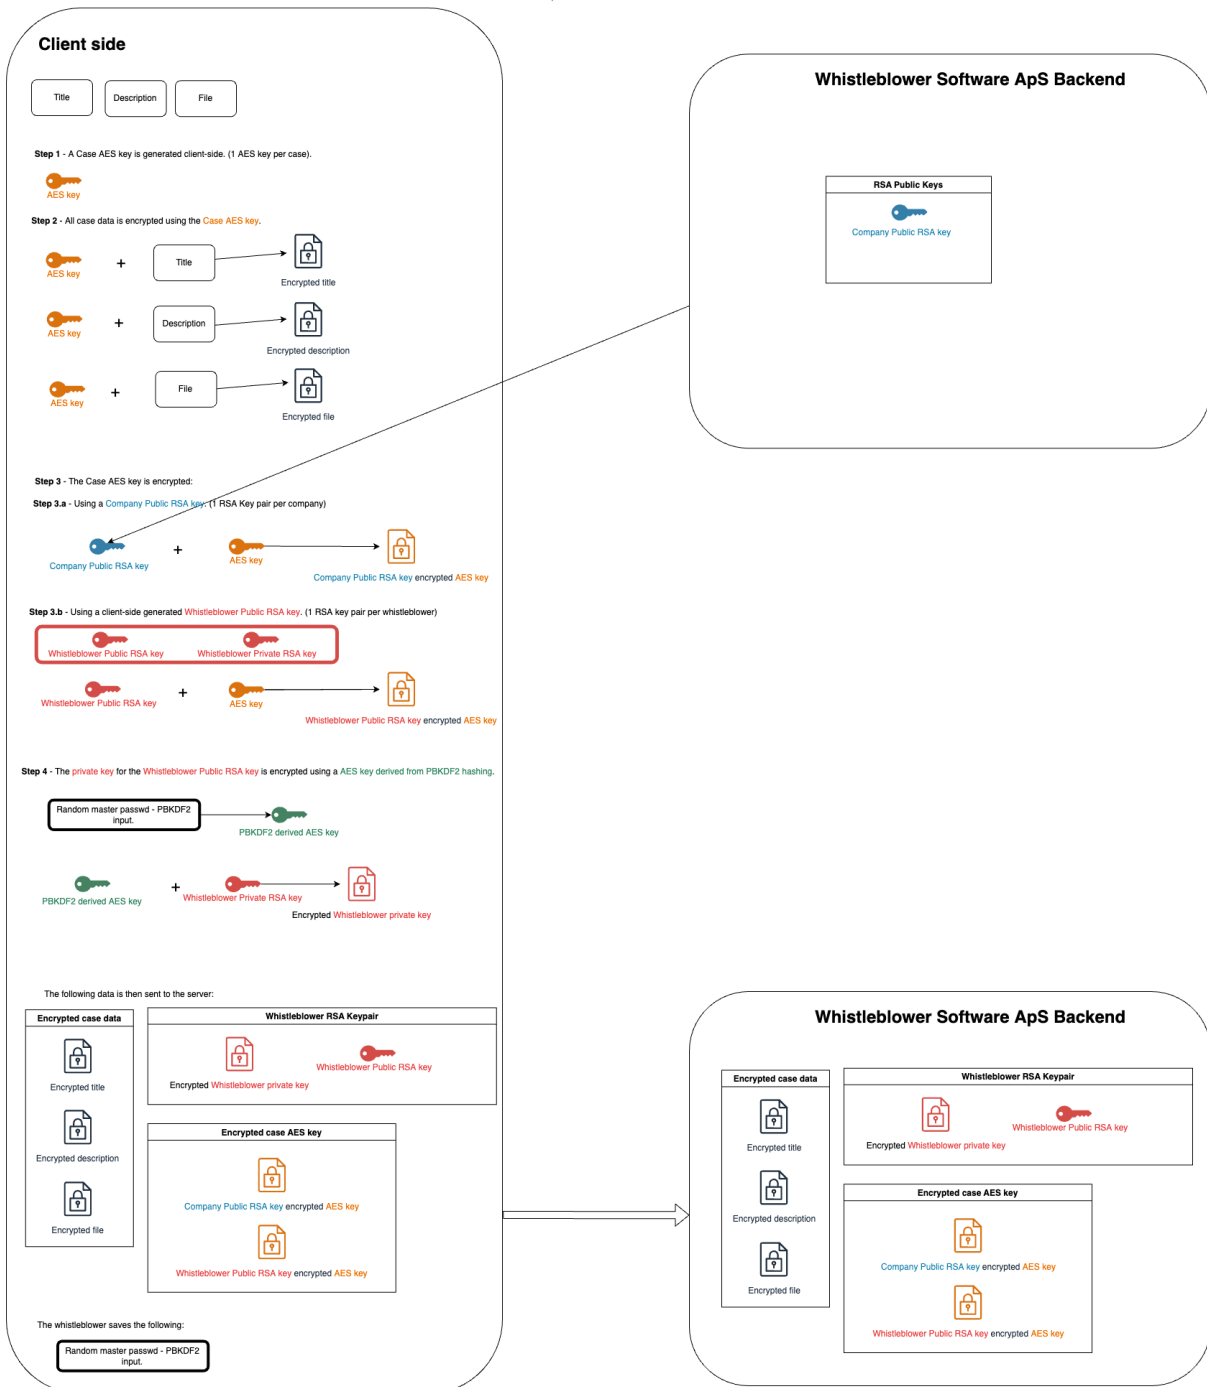 Client side
Title
Description
File
Step 1 - A Case AES key is generated client-side. (1 AES key per case).
AES key
Step 2 - All case data is encrypted using the Case AES key.
AES key
+
Title
Encrypted title
AES key
+
Description
Encrypted description
AES key
+
File
Encrypted file
Step 3 - The Case AES key is encrypted:
Step 3.a - Using a Company Public RSA key. (1 RSA Key pair per company)
Company Public RSA key
+
AES key
Company Public RSA key encrypted AES key
Step 3.b - Using a client-side generated Whistleblower Public RSA key. (1 RSA key pair per whistleblower)
Whistleblower Public RSA key
Whistleblower Private RSA key
Whistleblower Public RSA key
+
AES key
Whistleblower Public RSA key encrypted AES key
Step 4 - The private key for the Whistleblower Public RSA key is encrypted using a AES key derived from PBKDF2 hashing.
Random master passwd - PBKDF2
input.
PBKDF2 derived AES key
PBKDF2 derived AES key
+
Whistleblower Private RSA key
Encrypted Whistleblower private key
The following data is then sent to the server:
Encrypted case data
Encrypted title
Encrypted description
Encrypted file
Whistleblower RSA Keypair
Encrypted Whistleblower private key
Whistleblower Public RSA key
Encrypted case AES key
Company Public RSA key encrypted AES key
Whistleblower Public RSA key encrypted AES key
The whistleblower saves the following:
Random master passwd - PBKDF2
input.
Whistleblower Software ApS Backend
RSA Public Keys
Company Public RSA key
Whistleblower Software ApS Backend
Encrypted case data
Encrypted title
Encrypted description
Encrypted file
Whistleblower RSA Keypair
Encrypted Whistleblower private key
Whistleblower Public RSA key
Encrypted case AES key
Company Public RSA key encrypted AES key
Whistleblower Public RSA key encrypted AES key